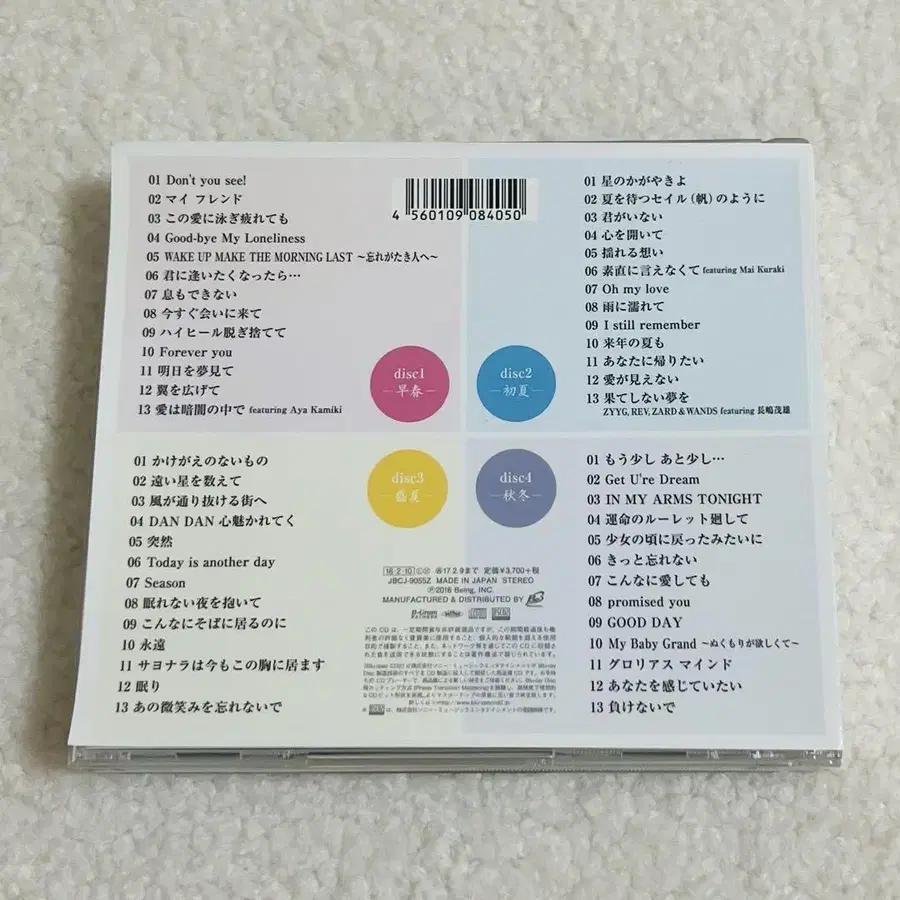 01 Don't you see!
02 マイ フレンド
03 この愛に泳ぎ疲れても
04 Good-bye My Loneliness
05 WAKE UP MAKE THE MORNING LAST 〜忘れがたき人へ〜
06 君に逢いたくなったら…
07 息もできない
08 今すぐ会いに来て
09 ハイヒール脱ぎ捨てて
10 Forever you
11 明日を夢見て
12 翼を広げて
13 愛は暗闇の中で featuring Aya Kamiki
disc1
早春
4 560109 084050
01 星のかがやきよ
02 夏を待つセイル(帆)のように
03 君がいない
04 心を開いて
05 揺れる想い
06 素直に言えなくて featuring Mai Kuraki
07 Oh my love
08 雨に濡れて
09 I still remember
10 来年の夏も
11 あなたに帰りたい
12 愛が見えない
13 果てしない夢を
ZYYG, REV, ZARD & WANDS featuring 長嶋茂雄
disc2
初夏
01 かけがえのないもの
02 遠い星を数えて
03 風が通り抜ける街へ
04 DAN DAN 心魅かれてく
05 突然
06 Today is another day
07 Season
08 眠れない夜を抱いて
09 こんなにそばに居るのに
10 永遠
11 サヨナラは今もこの胸に居ます
12 眠り
13 あの微笑みを忘れないで
disc3
盛夏
disc4
秋冬
01 もう少し あと少し…
02 Get U're Dream
03 IN MY ARMS TONIGHT
04 運命のルーレット廻して
05 少女の頃に戻ったみたいに
06 きっと忘れない
07 こんなに愛しても
08 promised you
09 GOOD DAY
10 My Baby Grand 〜ぬくもりが欲しくて〜
11 グロリアス マインド
12 あなたを感じていたい
13 負けないで
16・2・10 17.2.9まで 定価¥3,700+税
JBCJ-9055Z MADE IN JAPAN STEREO
Ⓟ2016 Being, INC.
MANUFACTURED & DISTRIBUTED BY